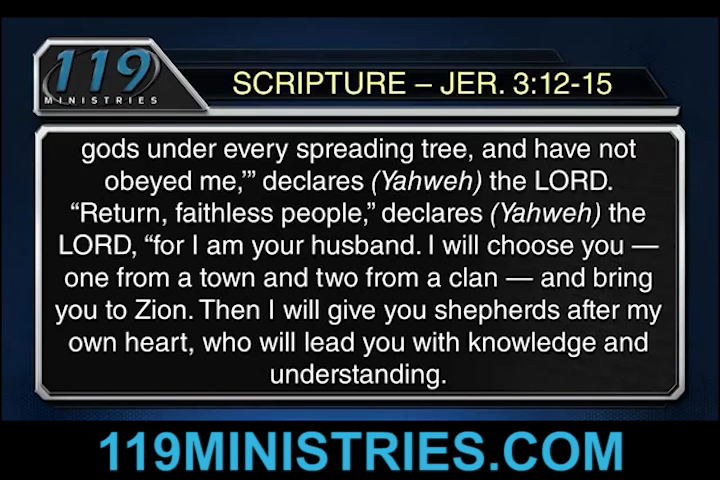 119
MINISTRIES
SCRIPTURE – JER. 3:12-15
gods under every spreading tree, and have not
obeyed me,’” declares (Yahweh) the LORD.
“Return, faithless people,” declares (Yahweh) the
LORD, “for I am your husband. I will choose you —
one from a town and two from a clan — and bring
you to Zion. Then I will give you shepherds after my
own heart, who will lead you with knowledge and
understanding.
119MINISTRIES.COM